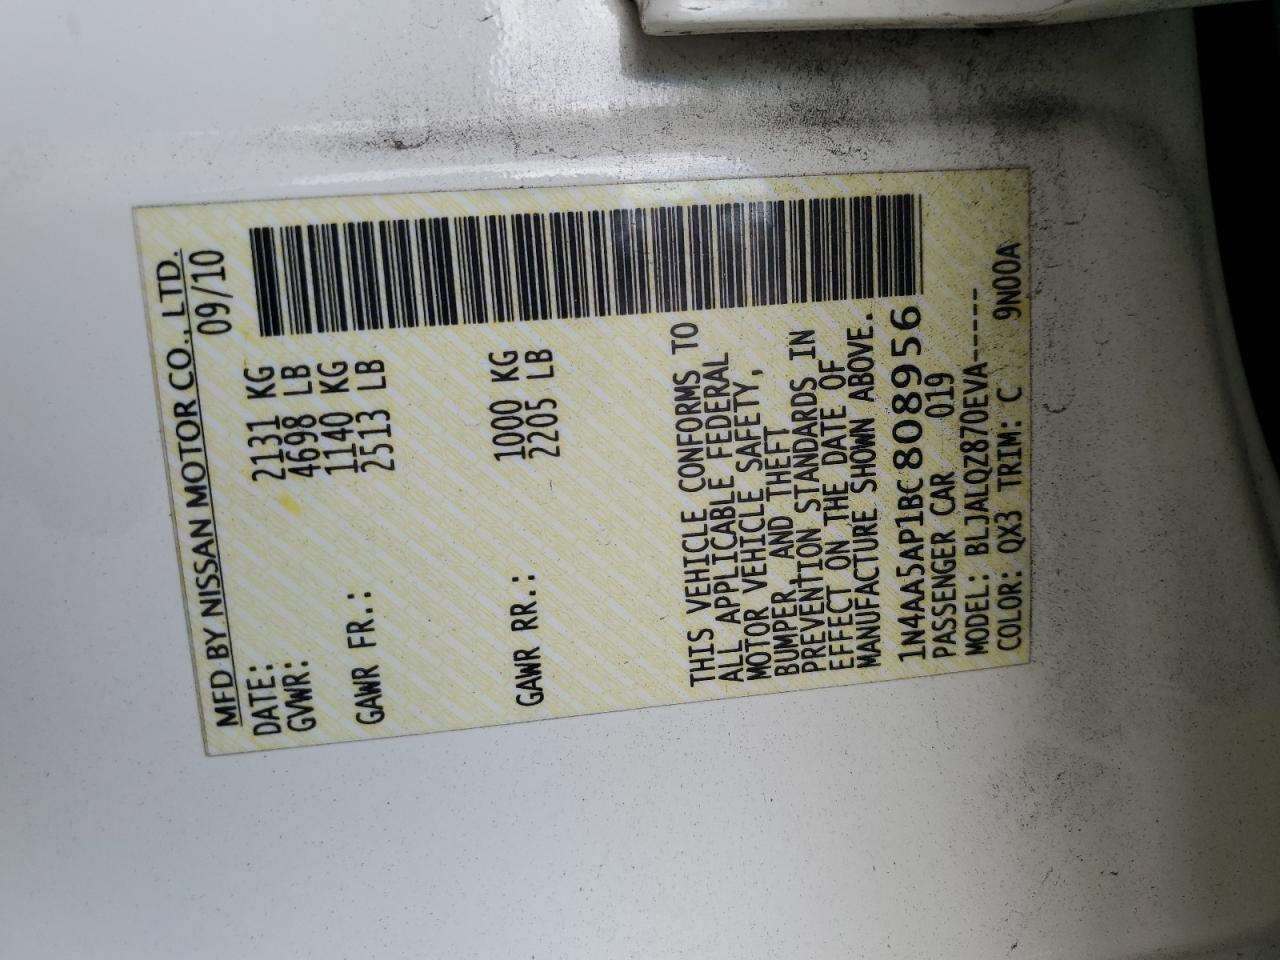 MFD BY NISSAN MOTOR CO., LTD.
DATE: 09/10
GVWR: 2131 KG
4698 LB
GAWR FR.: 1140 KG
2513 LB
GAWR RR.: 1000 KG
2205 LB
THIS VEHICLE CONFORMS TO
ALL APPLICABLE FEDERAL
MOTOR VEHICLE SAFETY,
BUMPER, AND THEFT
PREVENTION STANDARDS IN
EFFECT ON THE DATE OF
MANUFACTURE SHOWN ABOVE.
1N4AA5AP1BC808956
PASSENGER CAR 019
MODEL: BLJALQZ870EVA-----
COLOR: QX3 TRIM: C 9N00A